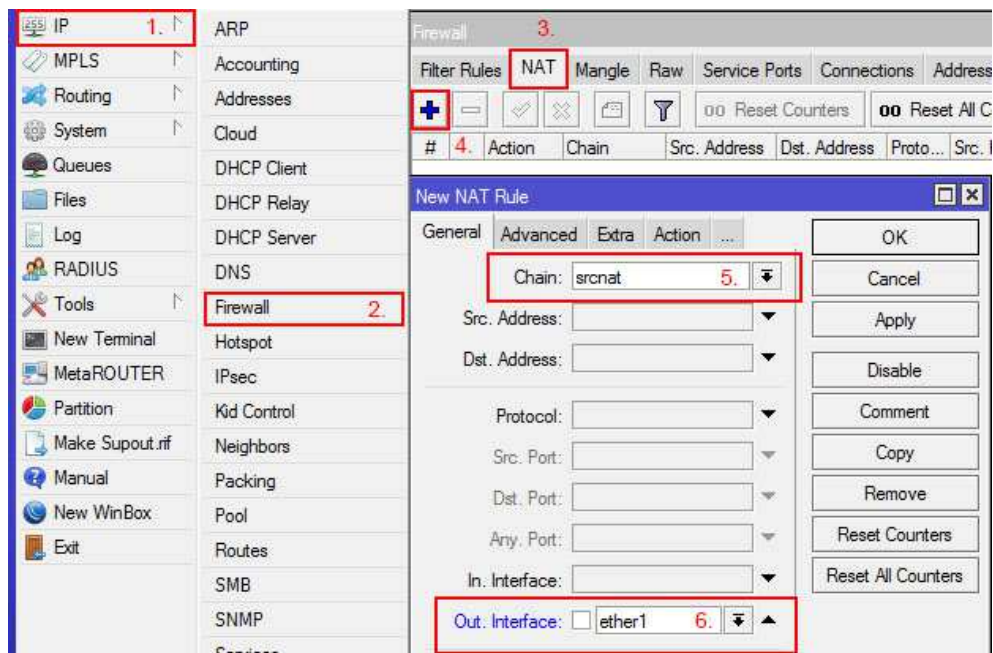 IP 1.
MPLS
Routing
System
Queues
Files
Log
RADIUS
Tools
New Terminal
MetaROUTER
Partition
Make Supout.rif
Manual
New WinBox
Exit
ARP
Accounting
Addresses
Cloud
DHCP Client
DHCP Relay
DHCP Server
DNS
Firewall 2.
Hotspot
IPsec
Kid Control
Neighbors
Packing
Pool
Routes
SMB
SNMP
Firewall 3.
Filter Rules NAT Mangle Raw Service Ports Connections Address
00 Reset Counters 00 Reset All C
# 4. Action Chain Src. Address Dst. Address Proto... Src.
New NAT Rule
General Advanced Extra Action ...
Chain: srcnat 5.
Src. Address:
Dst. Address:
Protocol:
Src. Port:
Dst. Port:
Any. Port:
In. Interface:
Out. Interface: ether1 6.
OK
Cancel
Apply
Disable
Comment
Copy
Remove
Reset Counters
Reset All Counters